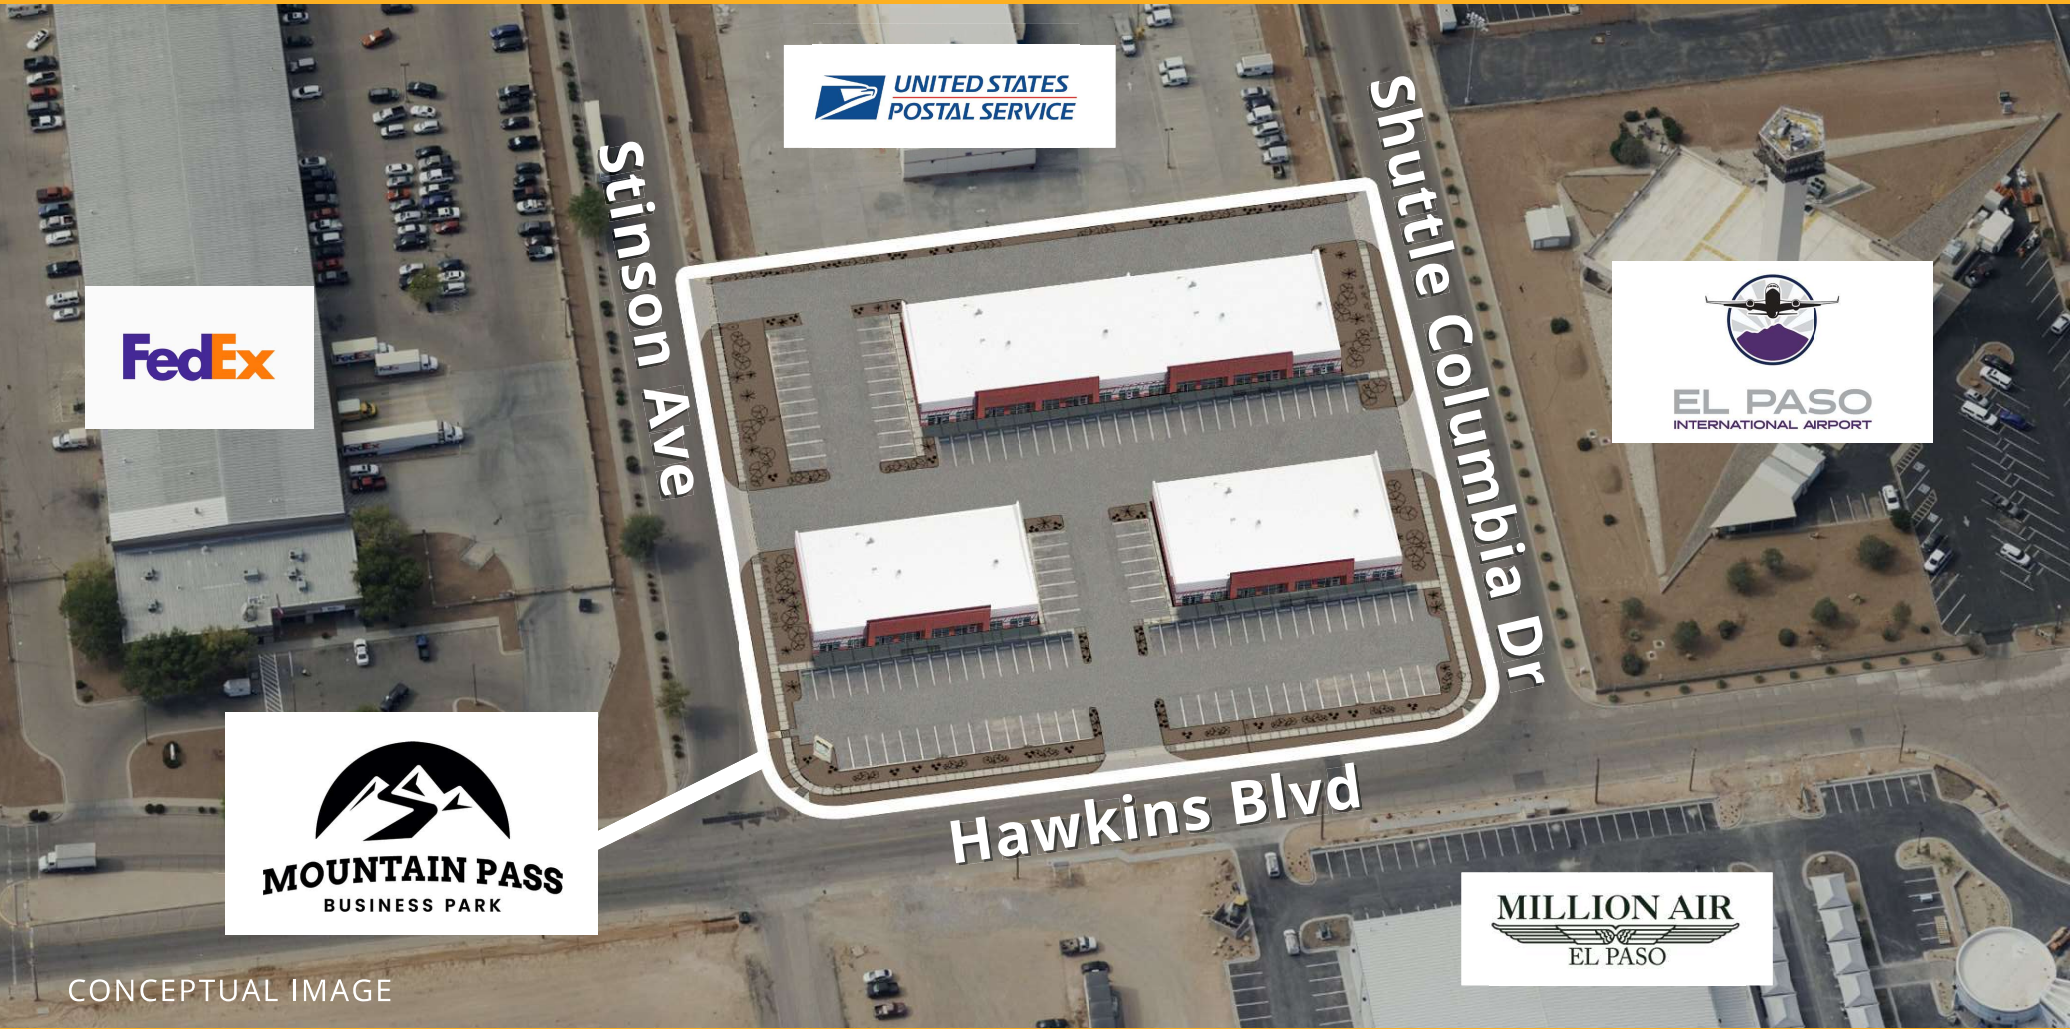 UNITED STATES
POSTAL SERVICE
Stinson Ave
Shuttle Columbia Dr
FedEx
EL PASO
INTERNATIONAL AIRPORT
Hawkins Blvd
MOUNTAIN PASS
BUSINESS PARK
MILLION AIR
EL PASO
CONCEPTUAL IMAGE